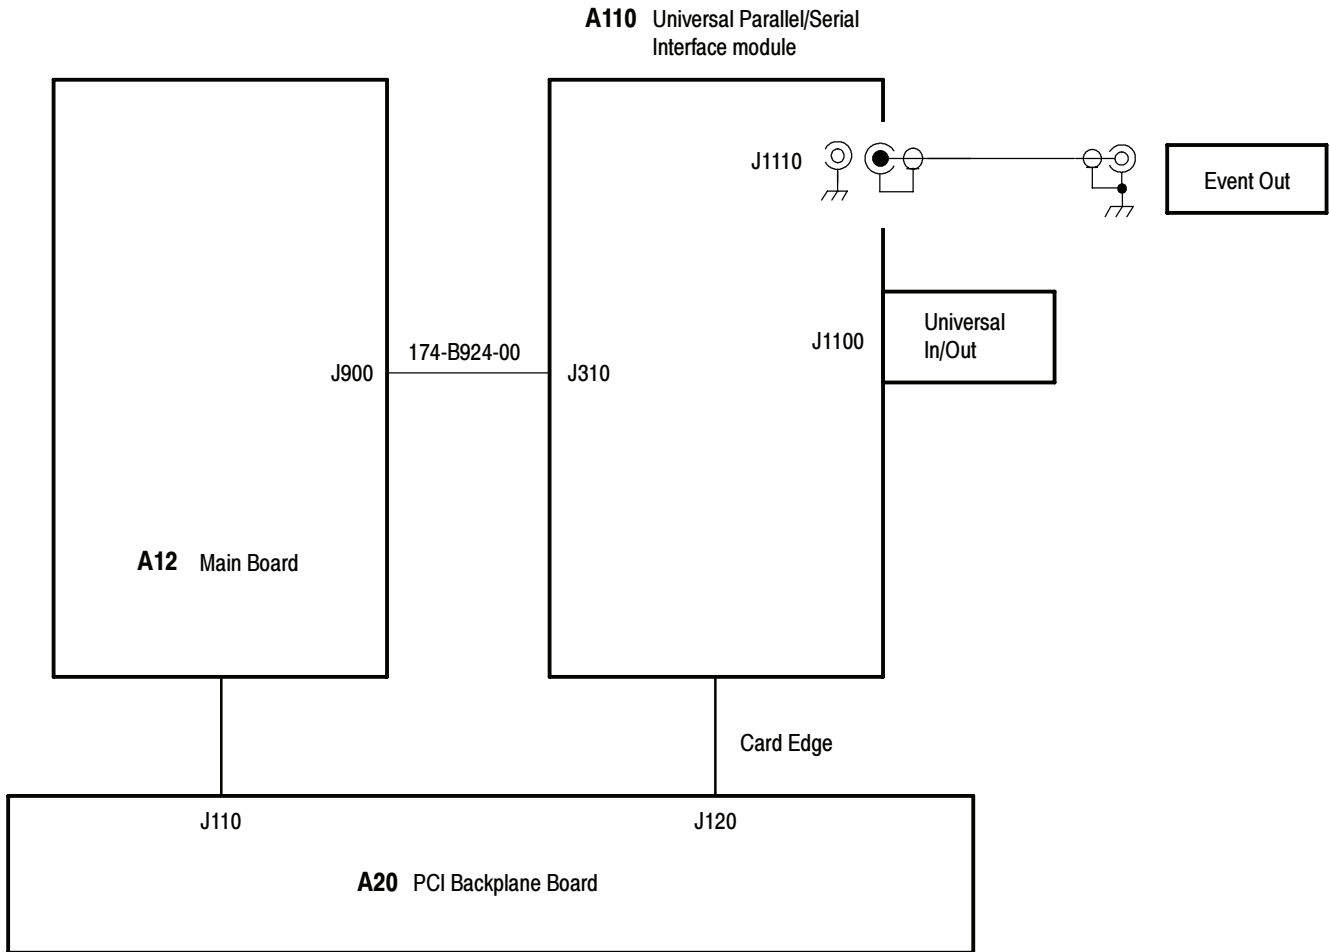 A110 Universal Parallel/Serial
Interface module
J1110
Event Out
Universal
In/Out
J1100
174-B924-00
J900
J310
A12 Main Board
Card Edge
J110
J120
A20 PCI Backplane Board